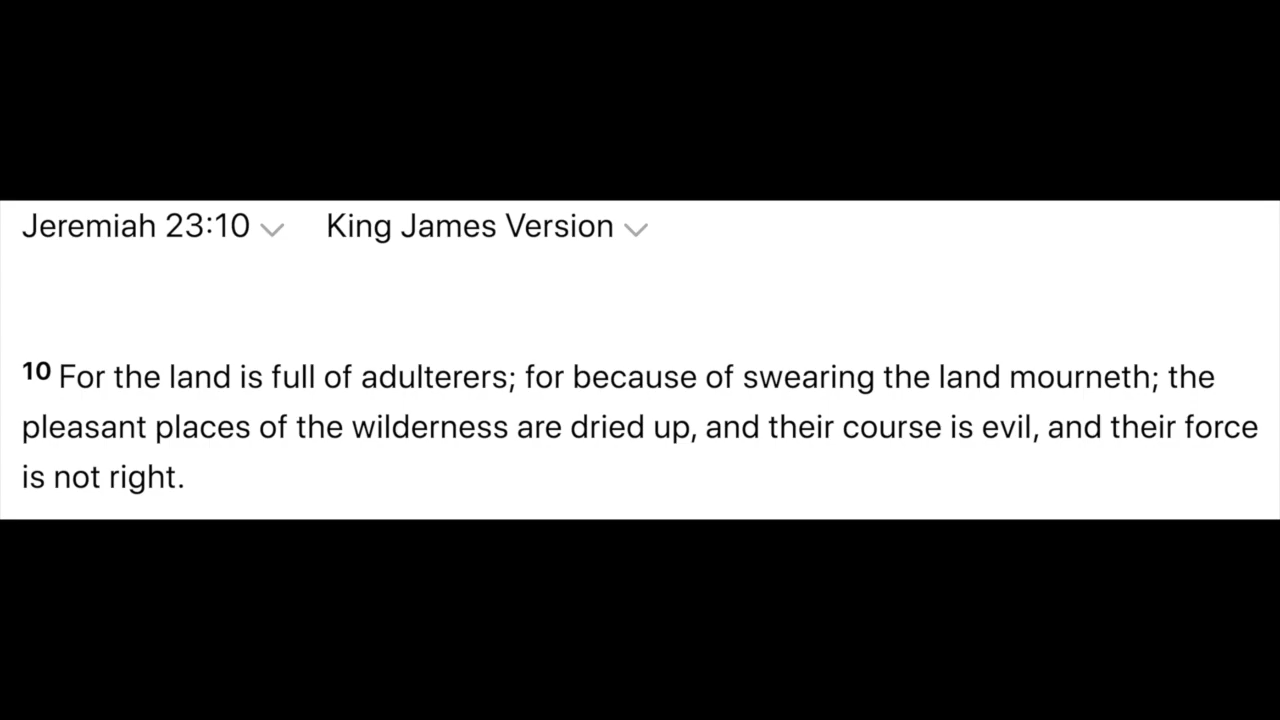 Jeremiah 23:10 King James Version
10 For the land is full of adulterers; for because of swearing the land mourneth; the
pleasant places of the wilderness are dried up, and their course is evil, and their force
is not right.